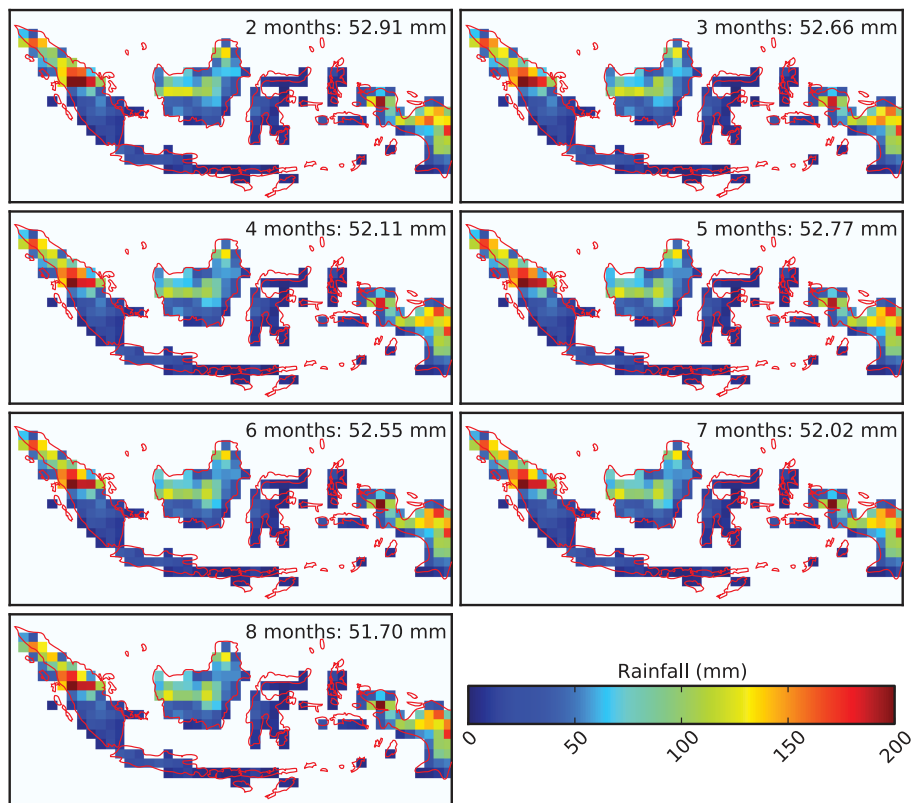 2 months: 52.91 mm
3 months: 52.66 mm
4 months: 52.11 mm
5 months: 52.77 mm
6 months: 52.55 mm
7 months: 52.02 mm
8 months: 51.70 mm
Rainfall (mm)
0 50 100 150 200